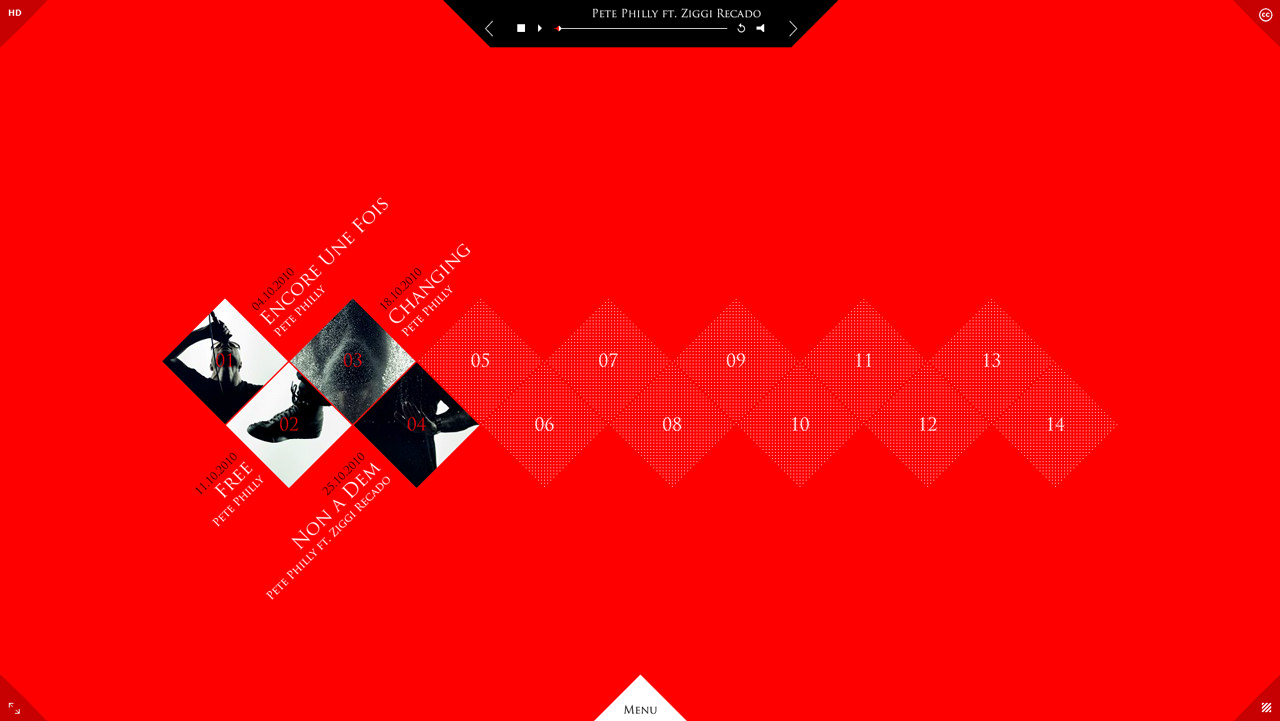 HD
Pete Philly ft. Ziggi Recado
cc
04.10.2010
Encore Une Fois
Pete Philly
18.10.2010
Changing
Pete Philly
01
03
05
07
09
11
13
02
04
06
08
10
12
14
11.10.2010
Free
Pete Philly
25.10.2010
Non a Dem
Pete Philly ft. Ziggi Recado
Menu